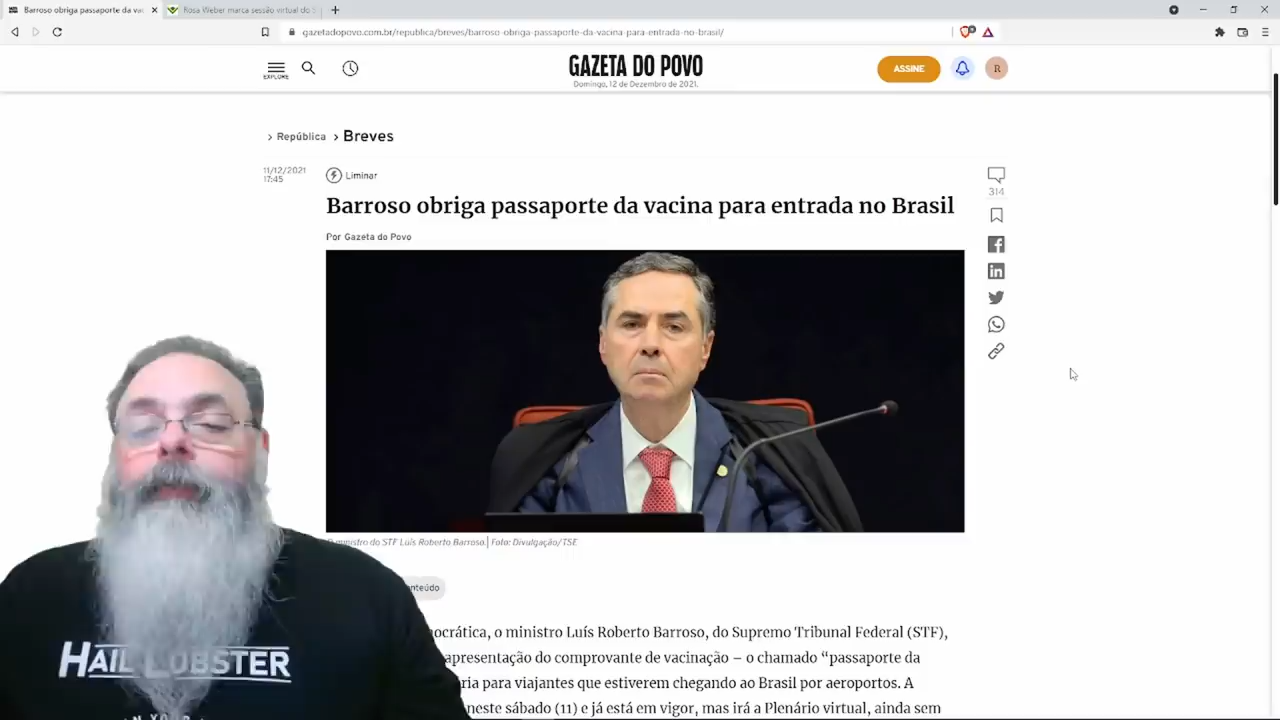 Barroso obriga passaporte da vac
Rosa Weber marca sessão virtual do S
gazetadopovo.com.br/republica/breves/barroso-obriga-passaporte-da-vacina-para-entrada-no-brasil/
EXPLORE
GAZETA DO POVO
Domingo, 12 de Dezembro de 2021.
ASSINE
R
República
Breves
11/12/2021
17:45
Liminar
314
Barroso obriga passaporte da vacina para entrada no Brasil
Por Gazeta do Povo
ministro do STF Luís Roberto Barroso.| Foto: Divulgação/TSE
nteúdo
ocrática, o ministro Luís Roberto Barroso, do Supremo Tribunal Federal (STF),
apresentação do comprovante de vacinação – o chamado “passaporte da
ria para viajantes que estiverem chegando ao Brasil por aeroportos. A
neste sábado (11) e já está em vigor, mas irá a Plenário virtual, ainda sem
HAIL LOBSTER